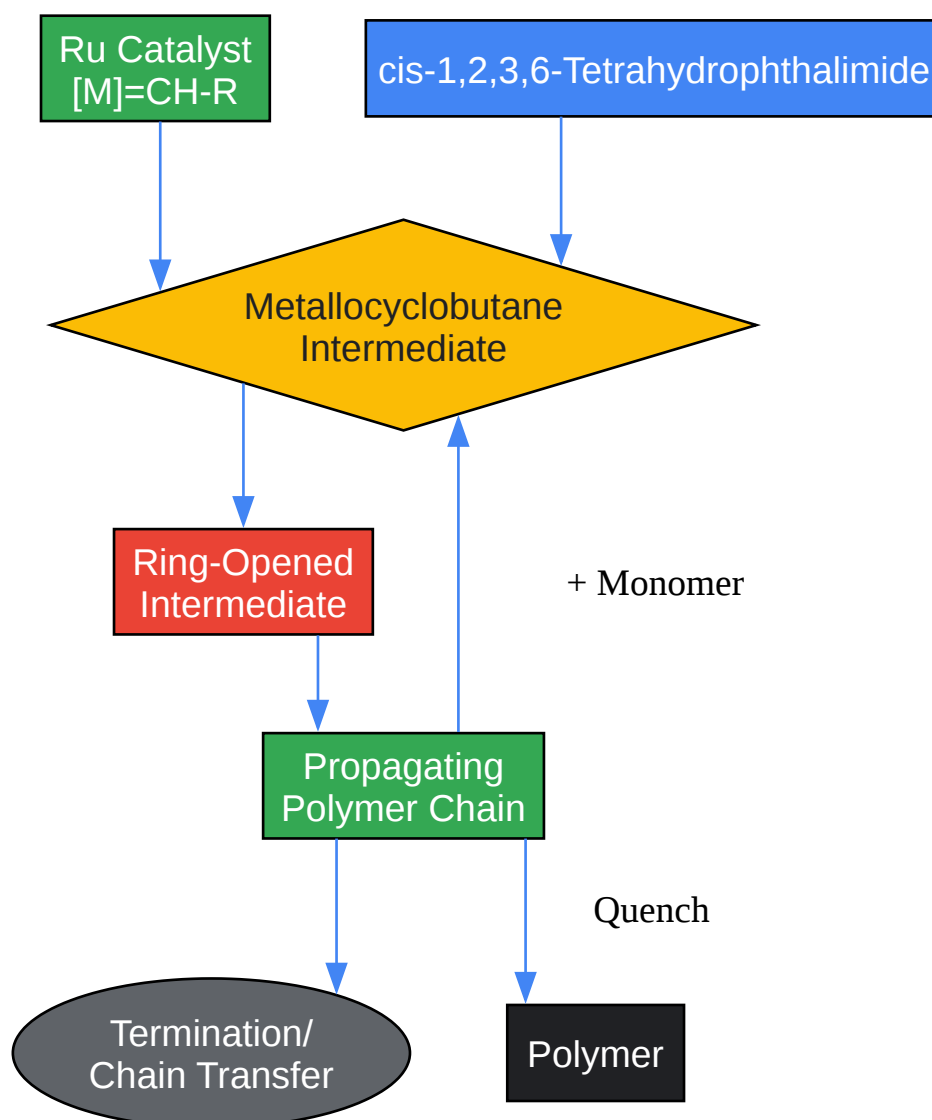 Ru Catalyst
[M]=CH-R
cis-1,2,3,6-Tetrahydrophthalimide
Metallocyclobutane
Intermediate
Ring-Opened
Intermediate
+ Monomer
Propagating
Polymer Chain
Quench
Termination/
Chain Transfer
Polymer